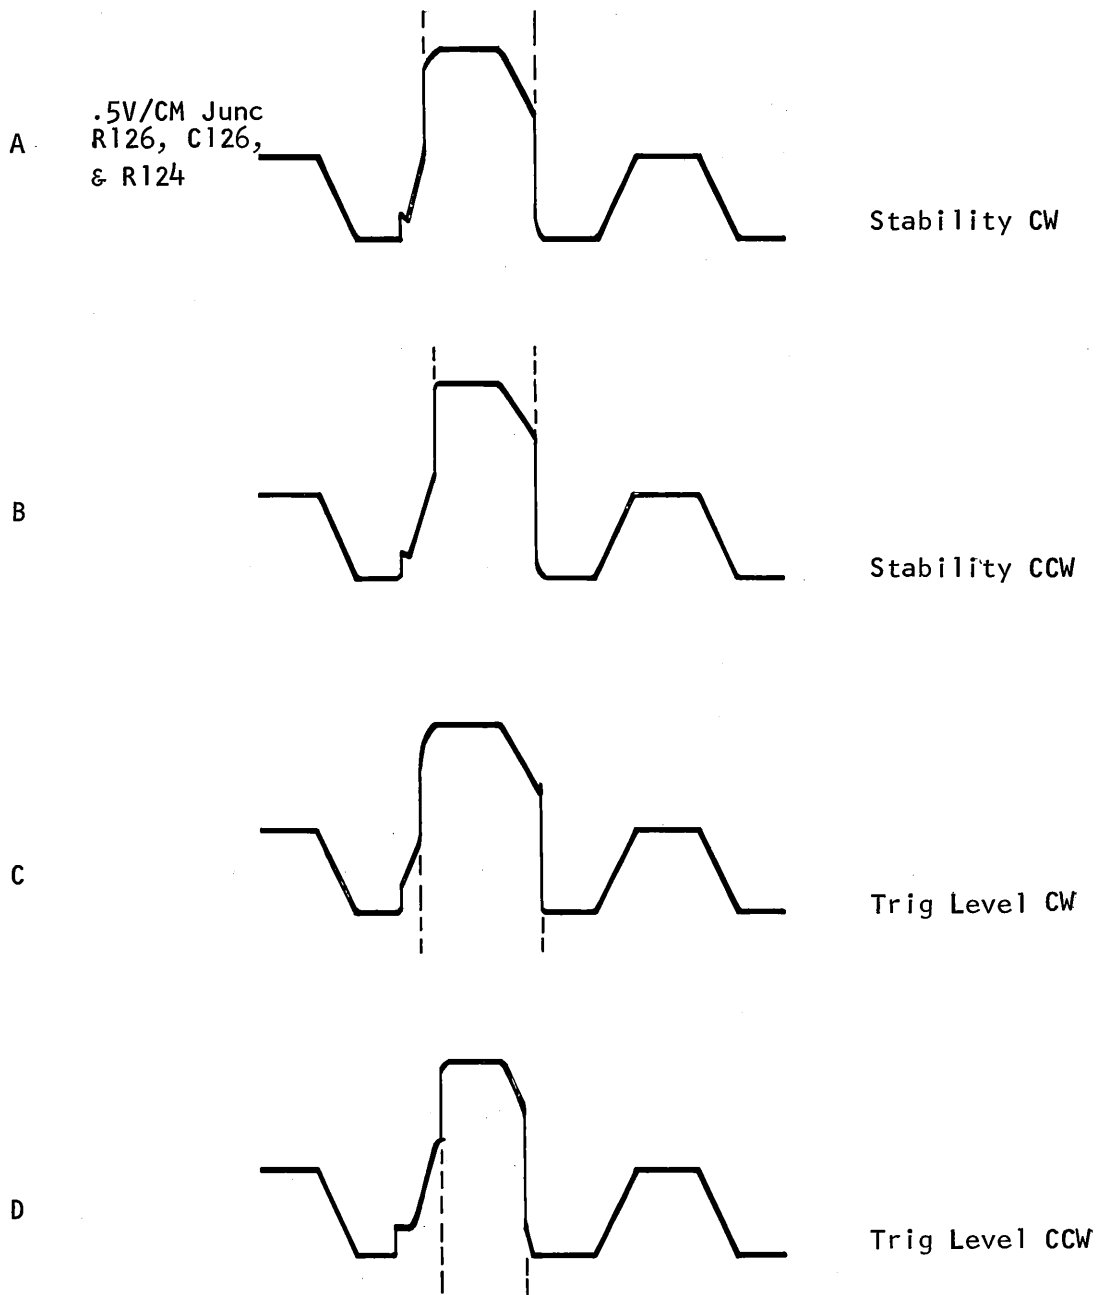 A
.5V/CM Junc
R126, C126,
& R124
Stability CW
B
Stability CCW
C
Trig Level CW
D
Trig Level CCW